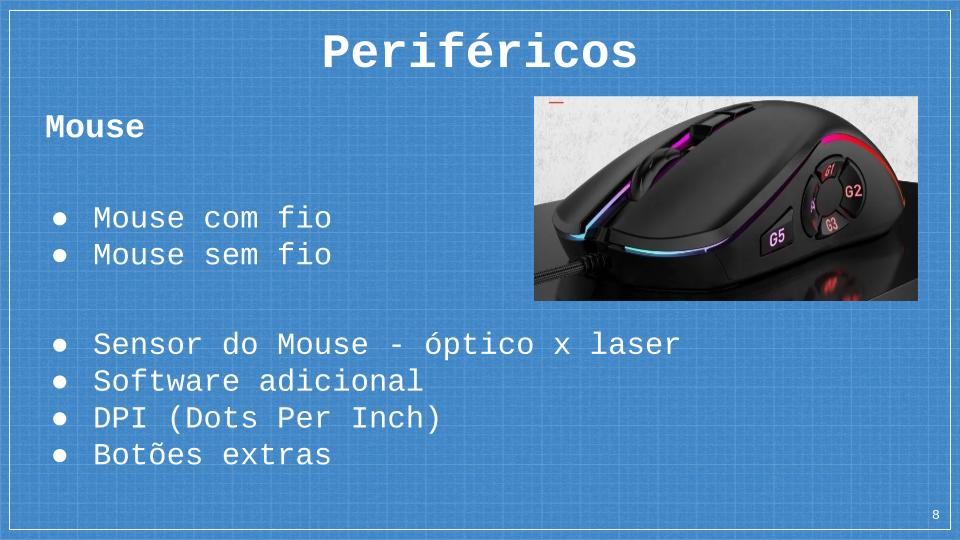 Periféricos
Mouse
● Mouse com fio
● Mouse sem fio
● Sensor do Mouse - óptico x laser
● Software adicional
● DPI (Dots Per Inch)
● Botões extras
G1
G2
G3
G5
8